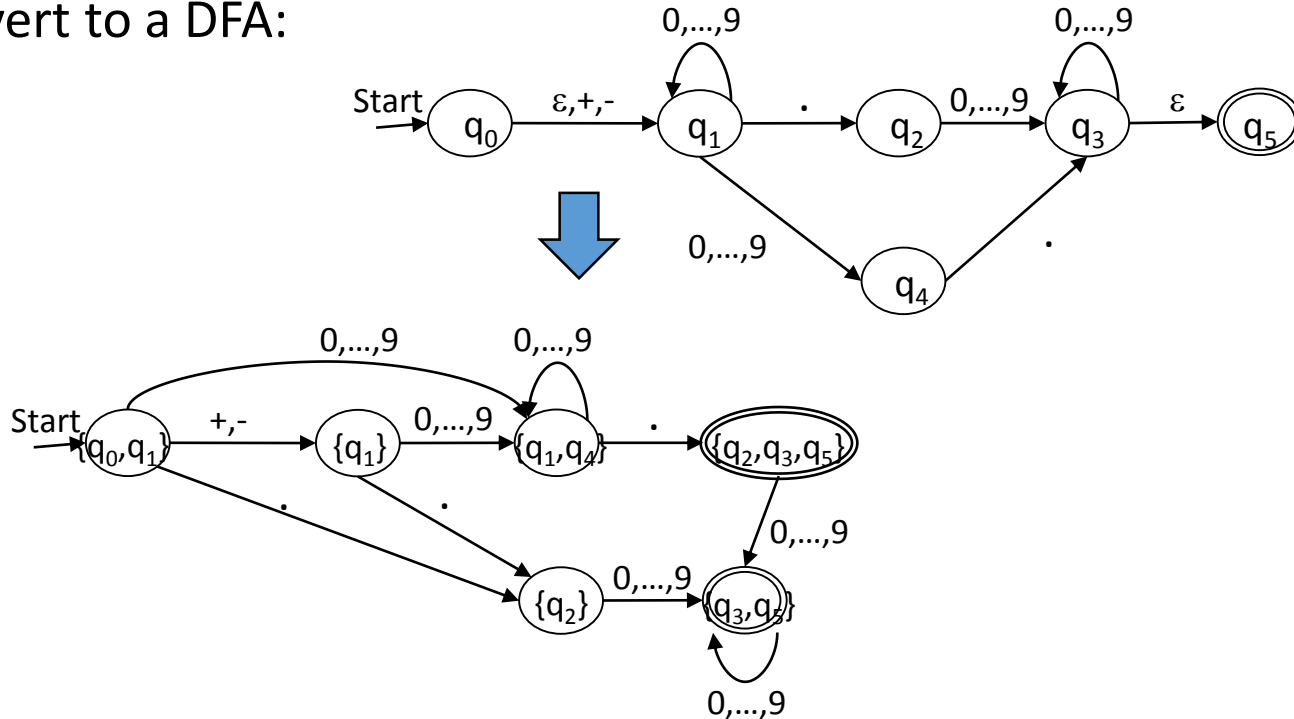 vert to a DFA:
0,...,9
0,...,9
Start
q0
ε,+,-
q1
.
q2
0,...,9
q3
ε
q5
0,...,9
q4
.
0,...,9
0,...,9
Start
{q0,q1}
+,-
{q1}
0,...,9
{q1,q4}
.
{q2,q3,q5}
.
.
0,...,9
{q2}
0,...,9
{q3,q5}
0,...,9